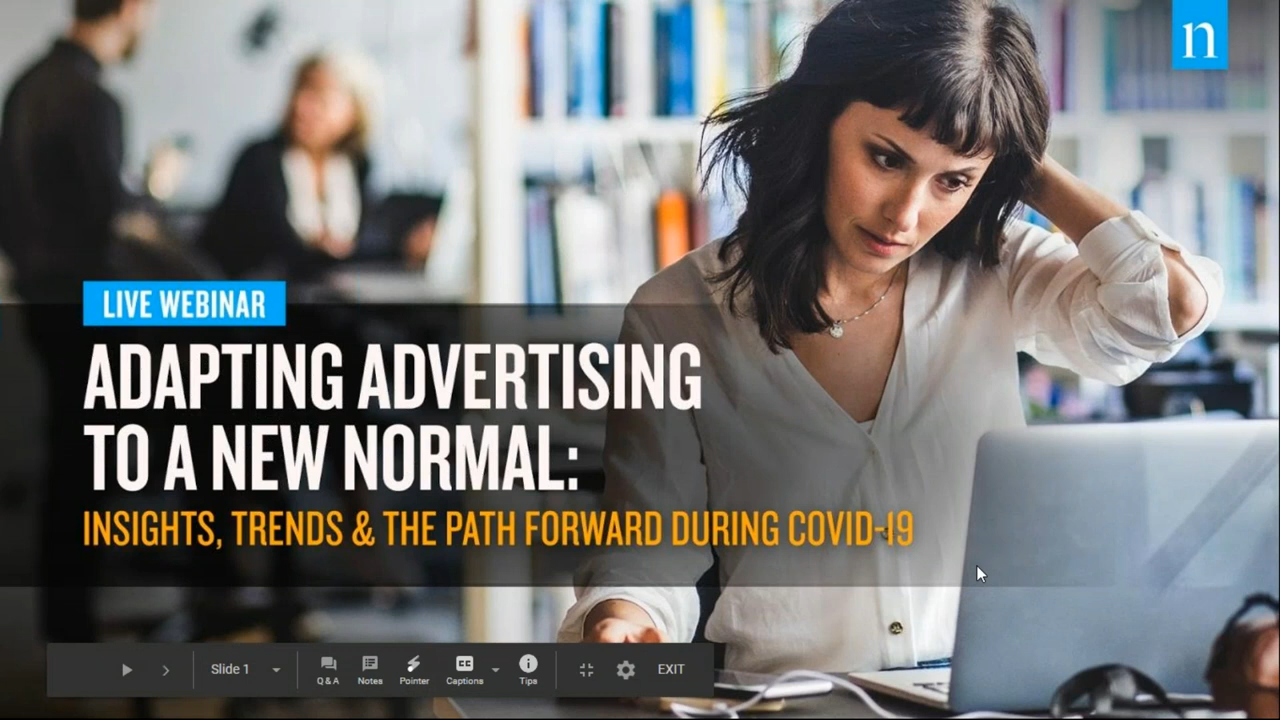 n
LIVE WEBINAR
ADAPTING ADVERTISING
TO A NEW NORMAL:
INSIGHTS, TRENDS & THE PATH FORWARD DURING COVID-19
Slide 1
Q & A Notes Pointer Captions Tips
EXIT